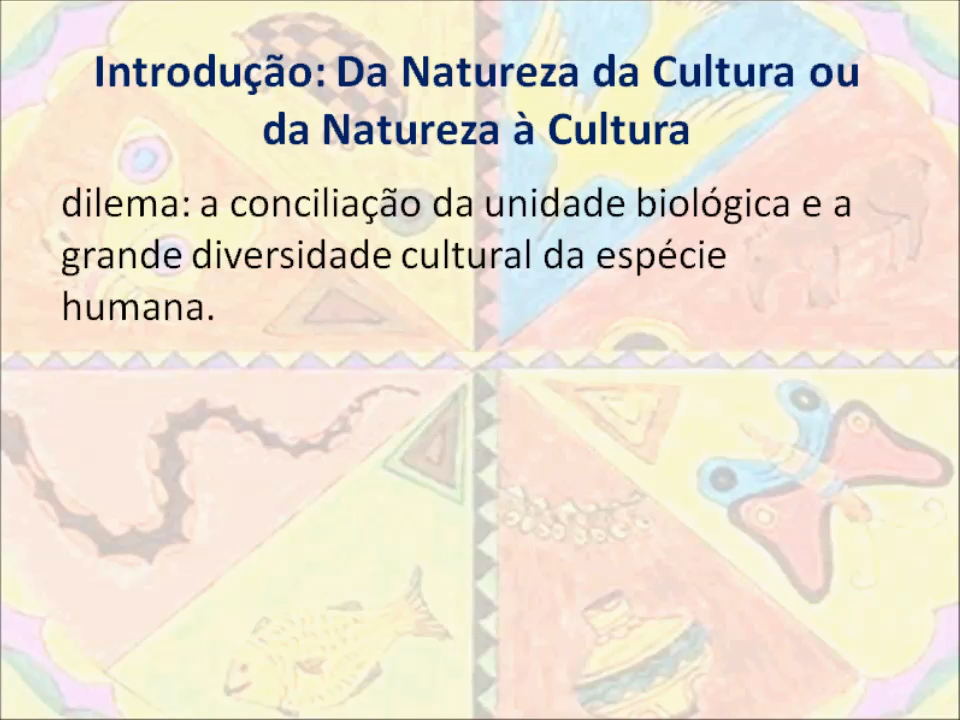 Introdução: Da Natureza da Cultura ou
da Natureza à Cultura
dilema: a conciliação da unidade biológica e a
grande diversidade cultural da espécie
humana.